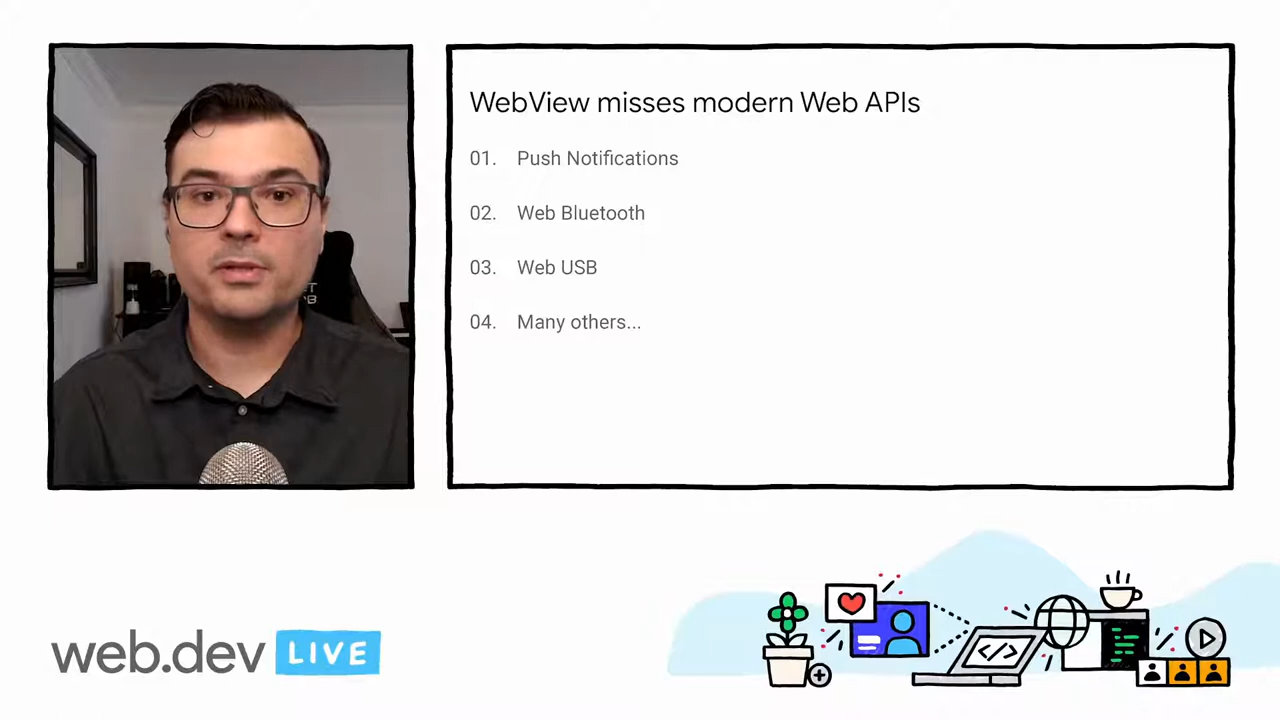 WebView misses modern Web APIs
01. Push Notifications
02. Web Bluetooth
03. Web USB
04. Many others...
web.dev LIVE
</>